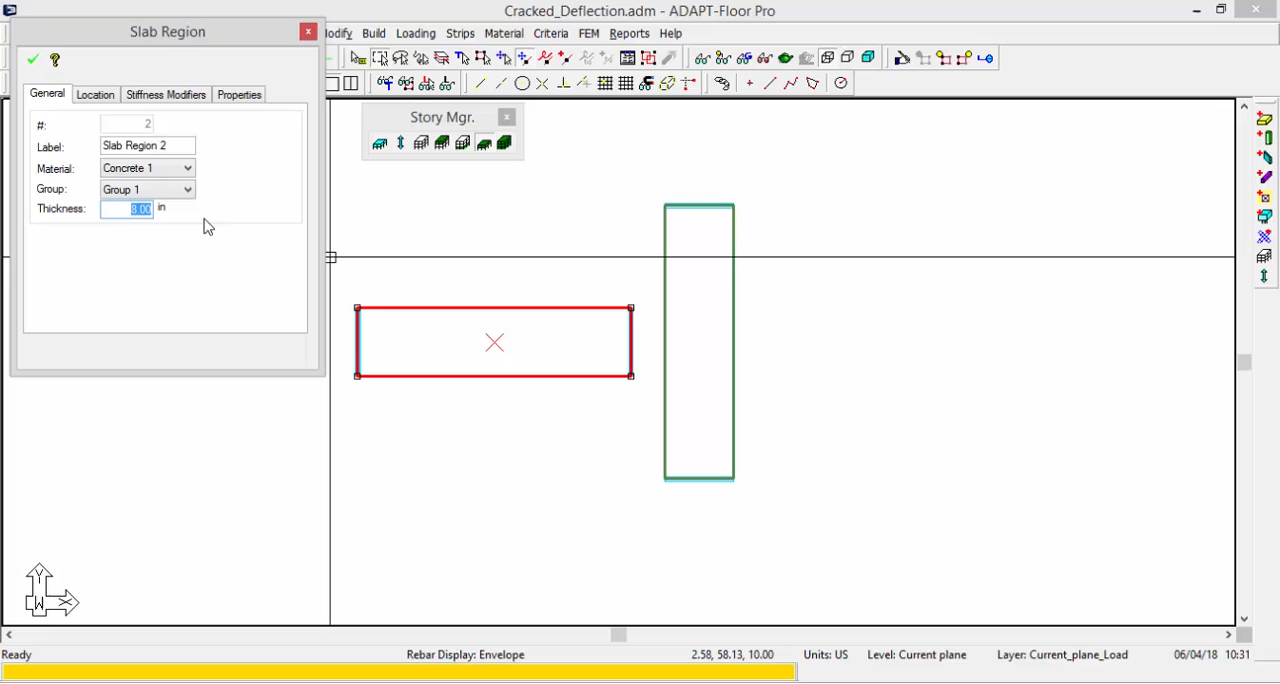 Cracked_Deflection.adm - ADAPT-Floor Pro
Slab Region
odify Build Loading Strips Material Criteria FEM Reports Help
General Location Stiffness Modifiers Properties
#: 2
Label: Slab Region 2
Material: Concrete 1
Group: Group 1
Thickness: 8.00 in
Story Mgr.
Y
W X
Ready Rebar Display: Envelope 2.58, 58.13, 10.00 Units: US Level: Current plane Layer: Current_plane_Load 06/04/18 10:31